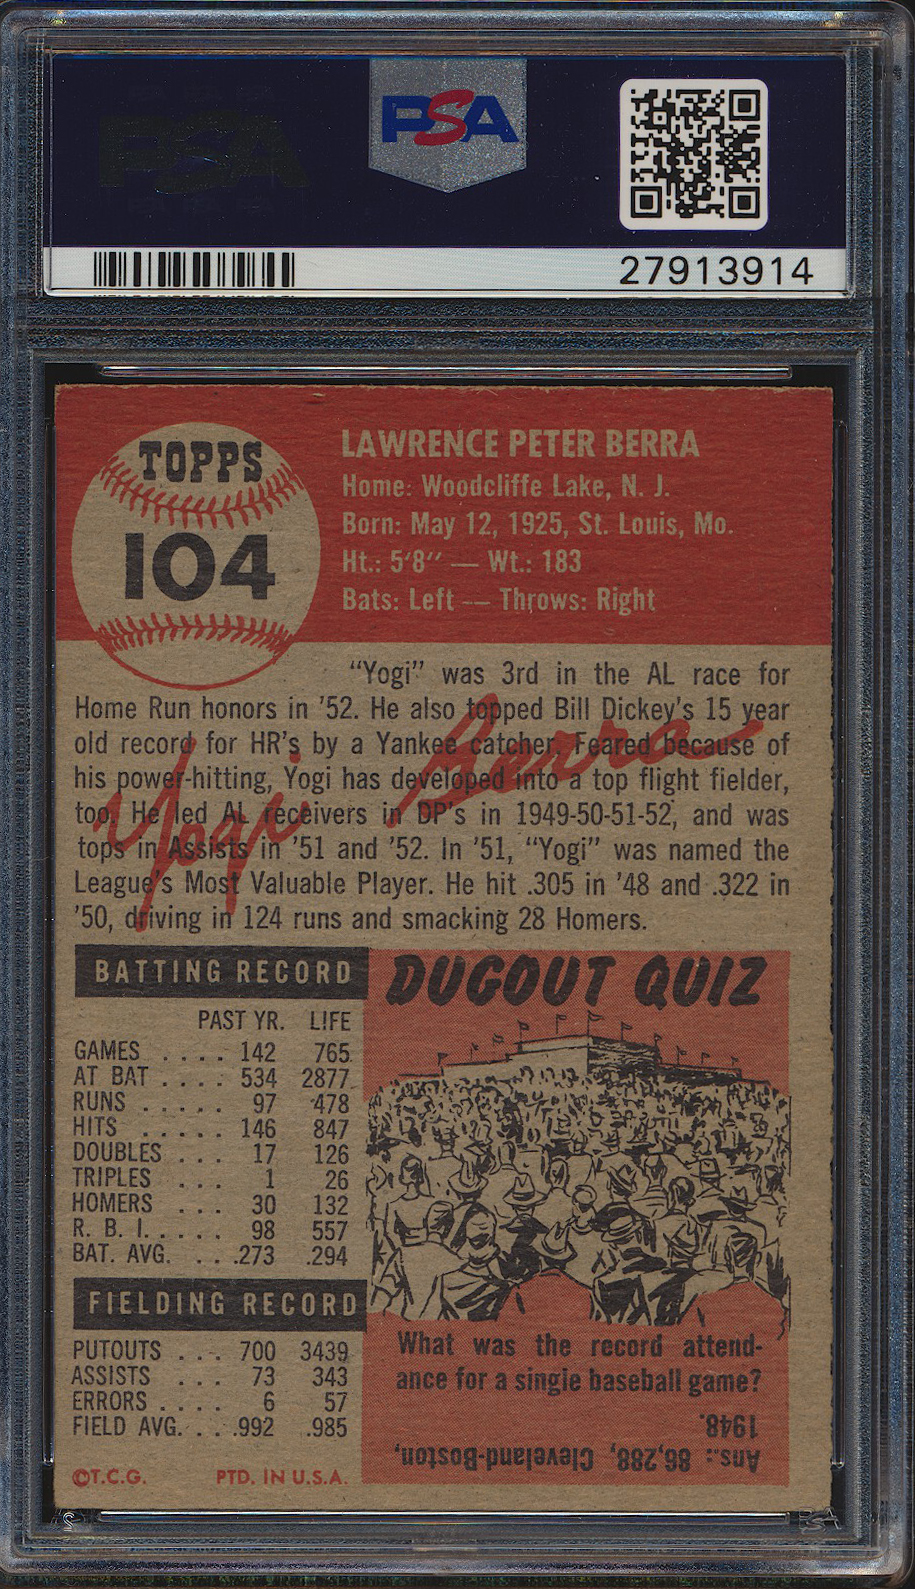 PSA
PSA
27913914
TOPPS
104
LAWRENCE PETER BERRA
Home: Woodcliffe Lake, N. J.
Born: May 12, 1925, St. Louis, Mo.
Ht.: 5'8" — Wt.: 183
Bats: Left — Throws: Right
"Yogi" was 3rd in the AL race for
Home Run honors in '52. He also topped Bill Dickey's 15 year
old record for HR's by a Yankee catcher. Feared because of
his power-hitting, Yogi has developed into a top flight fielder,
too. He led AL receivers in DP's in 1949-50-51-52, and was
tops in Assists in '51 and '52. In '51, "Yogi" was named the
League's Most Valuable Player. He hit .305 in '48 and .322 in
'50, driving in 124 runs and smacking 28 Homers.
Yogi Berra
BATTING RECORD
PAST YR. LIFE
GAMES .... 142 765
AT BAT .... 534 2877
RUNS ..... 97 478
HITS ..... 146 847
DOUBLES ... 17 126
TRIPLES ... 1 26
HOMERS ... 30 132
R. B. I. .... 98 557
BAT. AVG. ... .273 .294
FIELDING RECORD
PUTOUTS ... 700 3439
ASSISTS ... 73 343
ERRORS .... 6 57
FIELD AVG. ... .992 .985
©T.C.G. PTD. IN U.S.A.
DUGOUT QUIZ
What was the record attend-
ance for a single baseball game?
Ans.: 86,288, Cleveland-Boston,
1948.
PSA